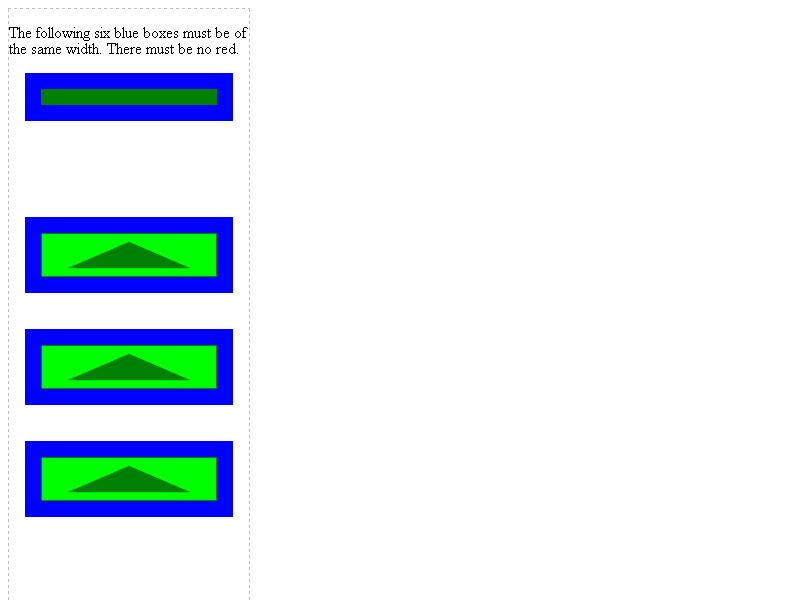 The following six blue boxes must be of
the same width. There must be no red.